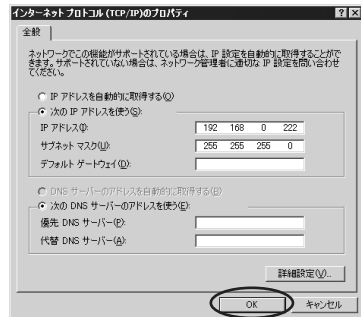 インターネット プロトコル (TCP/IP)のプロパティ
全般
ネットワークでこの機能がサポートされている場合は、IP 設定を自動的に取得することがで
きます。サポートされていない場合は、ネットワーク管理者に適切な IP 設定を問い合わせ
てください。
IP アドレスを自動的に取得する(O)
次の IP アドレスを使う(S):
IP アドレス(I): 192 168 0 222
サブネット マスク(U): 255 255 255 0
デフォルト ゲートウェイ(D):
DNS サーバーのアドレスを自動的に取得する(B)
次の DNS サーバーのアドレスを使う(E):
優先 DNS サーバー(P):
代替 DNS サーバー(A):
詳細設定(V)...
OK キャンセル